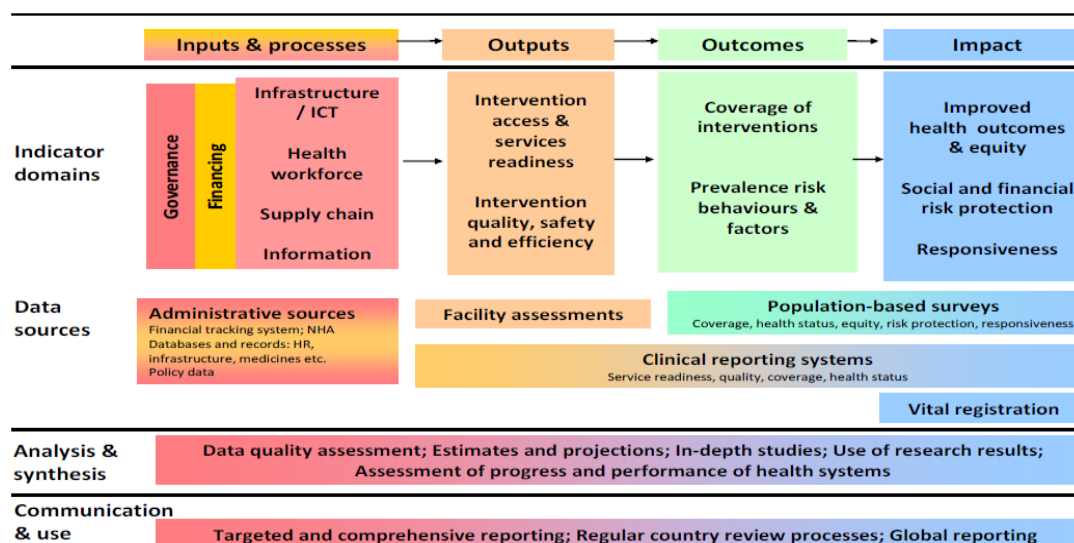 Inputs & processes
Outputs
Outcomes
Impact
Indicator
domains
Governance
Financing
Infrastructure
/ ICT
Health
workforce
Supply chain
Information
Intervention
access &
services
readiness
Intervention
quality, safety
and efficiency
Coverage of
interventions
Prevalence risk
behaviours &
factors
Improved
health outcomes
& equity
Social and financial
risk protection
Responsiveness
Data
sources
Administrative sources
Financial tracking system; NHA
Databases and records: HR,
infrastructure, medicines etc.
Policy data
Facility assessments
Population-based surveys
Coverage, health status, equity, risk protection, responsiveness
Clinical reporting systems
Service readiness, quality, coverage, health status
Vital registration
Analysis &
synthesis
Data quality assessment; Estimates and projections; In-depth studies; Use of research results;
Assessment of progress and performance of health systems
Communication
& use
Targeted and comprehensive reporting; Regular country review processes; Global reporting